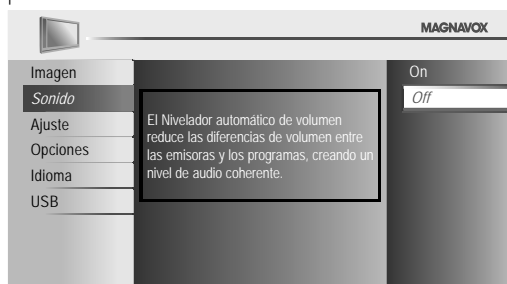 MAGNAVOX
Imagen
Sonido
Ajuste
Opciones
Idioma
USB
El Nivelador automático de volumen
reduce las diferencias de volumen entre
las emisoras y los programas, creando un
nivel de audio coherente.
On
Off